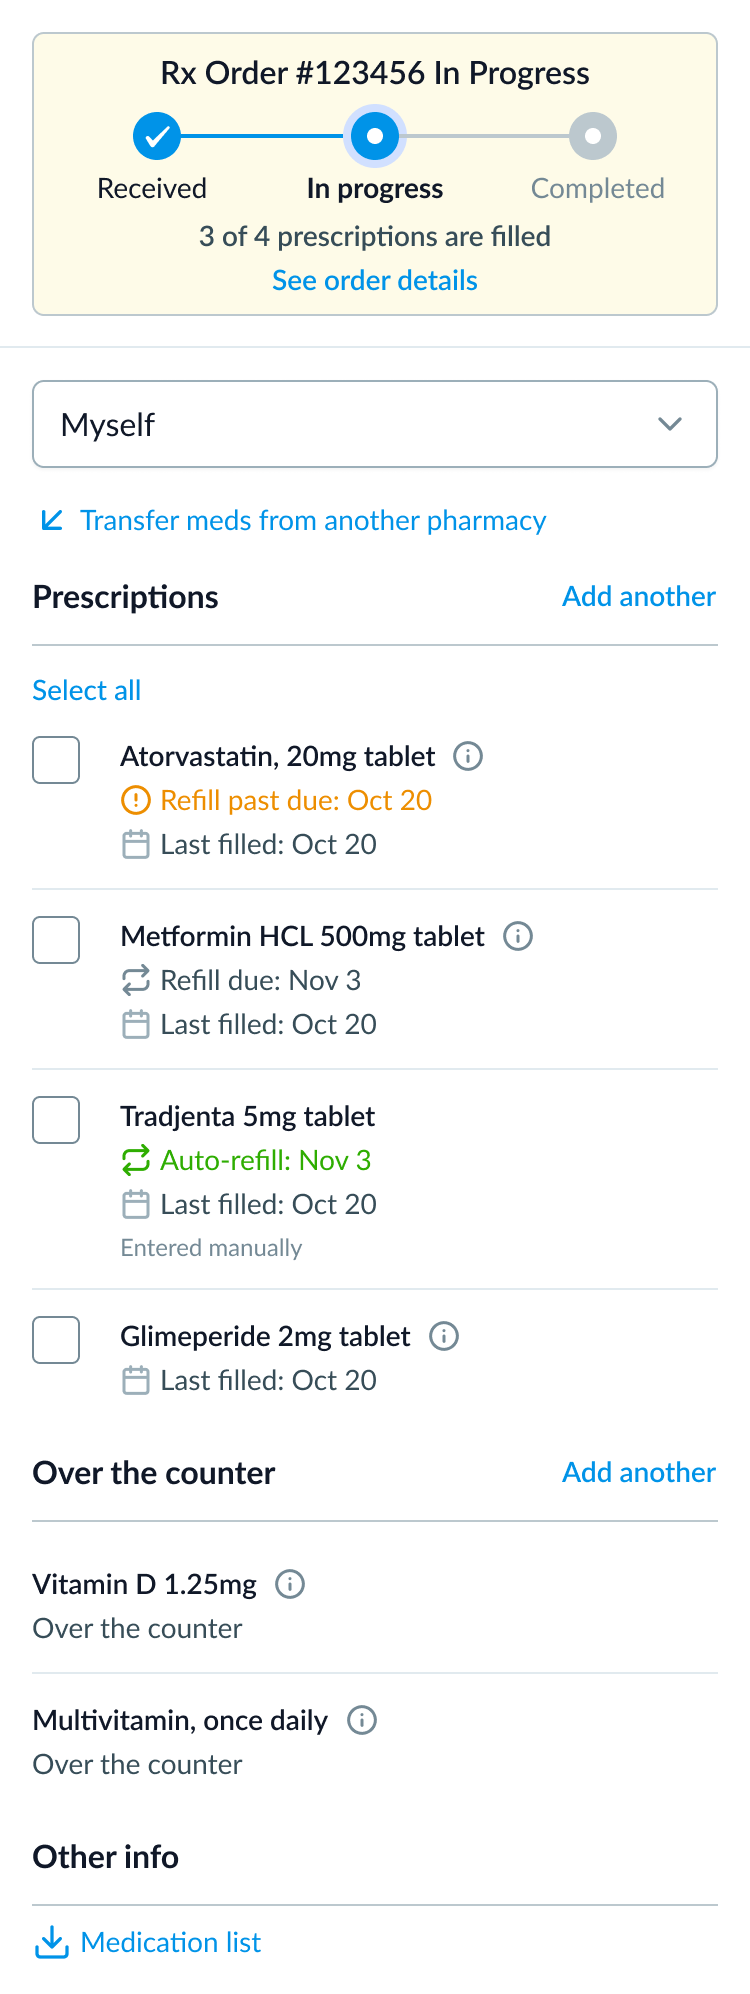 Rx Order #123456 In Progress
Received
In progress
Completed
3 of 4 prescriptions are filled
See order details
Myself
Transfer meds from another pharmacy
Prescriptions
Add another
Select all
Atorvastatin, 20mg tablet
Refill past due: Oct 20
Last filled: Oct 20
Metformin HCL 500mg tablet
Refill due: Nov 3
Last filled: Oct 20
Tradjenta 5mg tablet
Auto-refill: Nov 3
Last filled: Oct 20
Entered manually
Glimeperide 2mg tablet
Last filled: Oct 20
Over the counter
Add another
Vitamin D 1.25mg
Over the counter
Multivitamin, once daily
Over the counter
Other info
Medication list